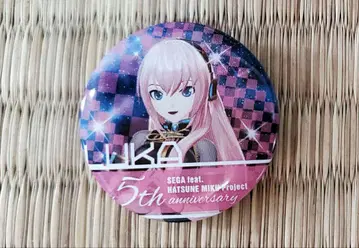 LUKA
SEGA feat.
HATSUNE MIKU Project
5th anniversary